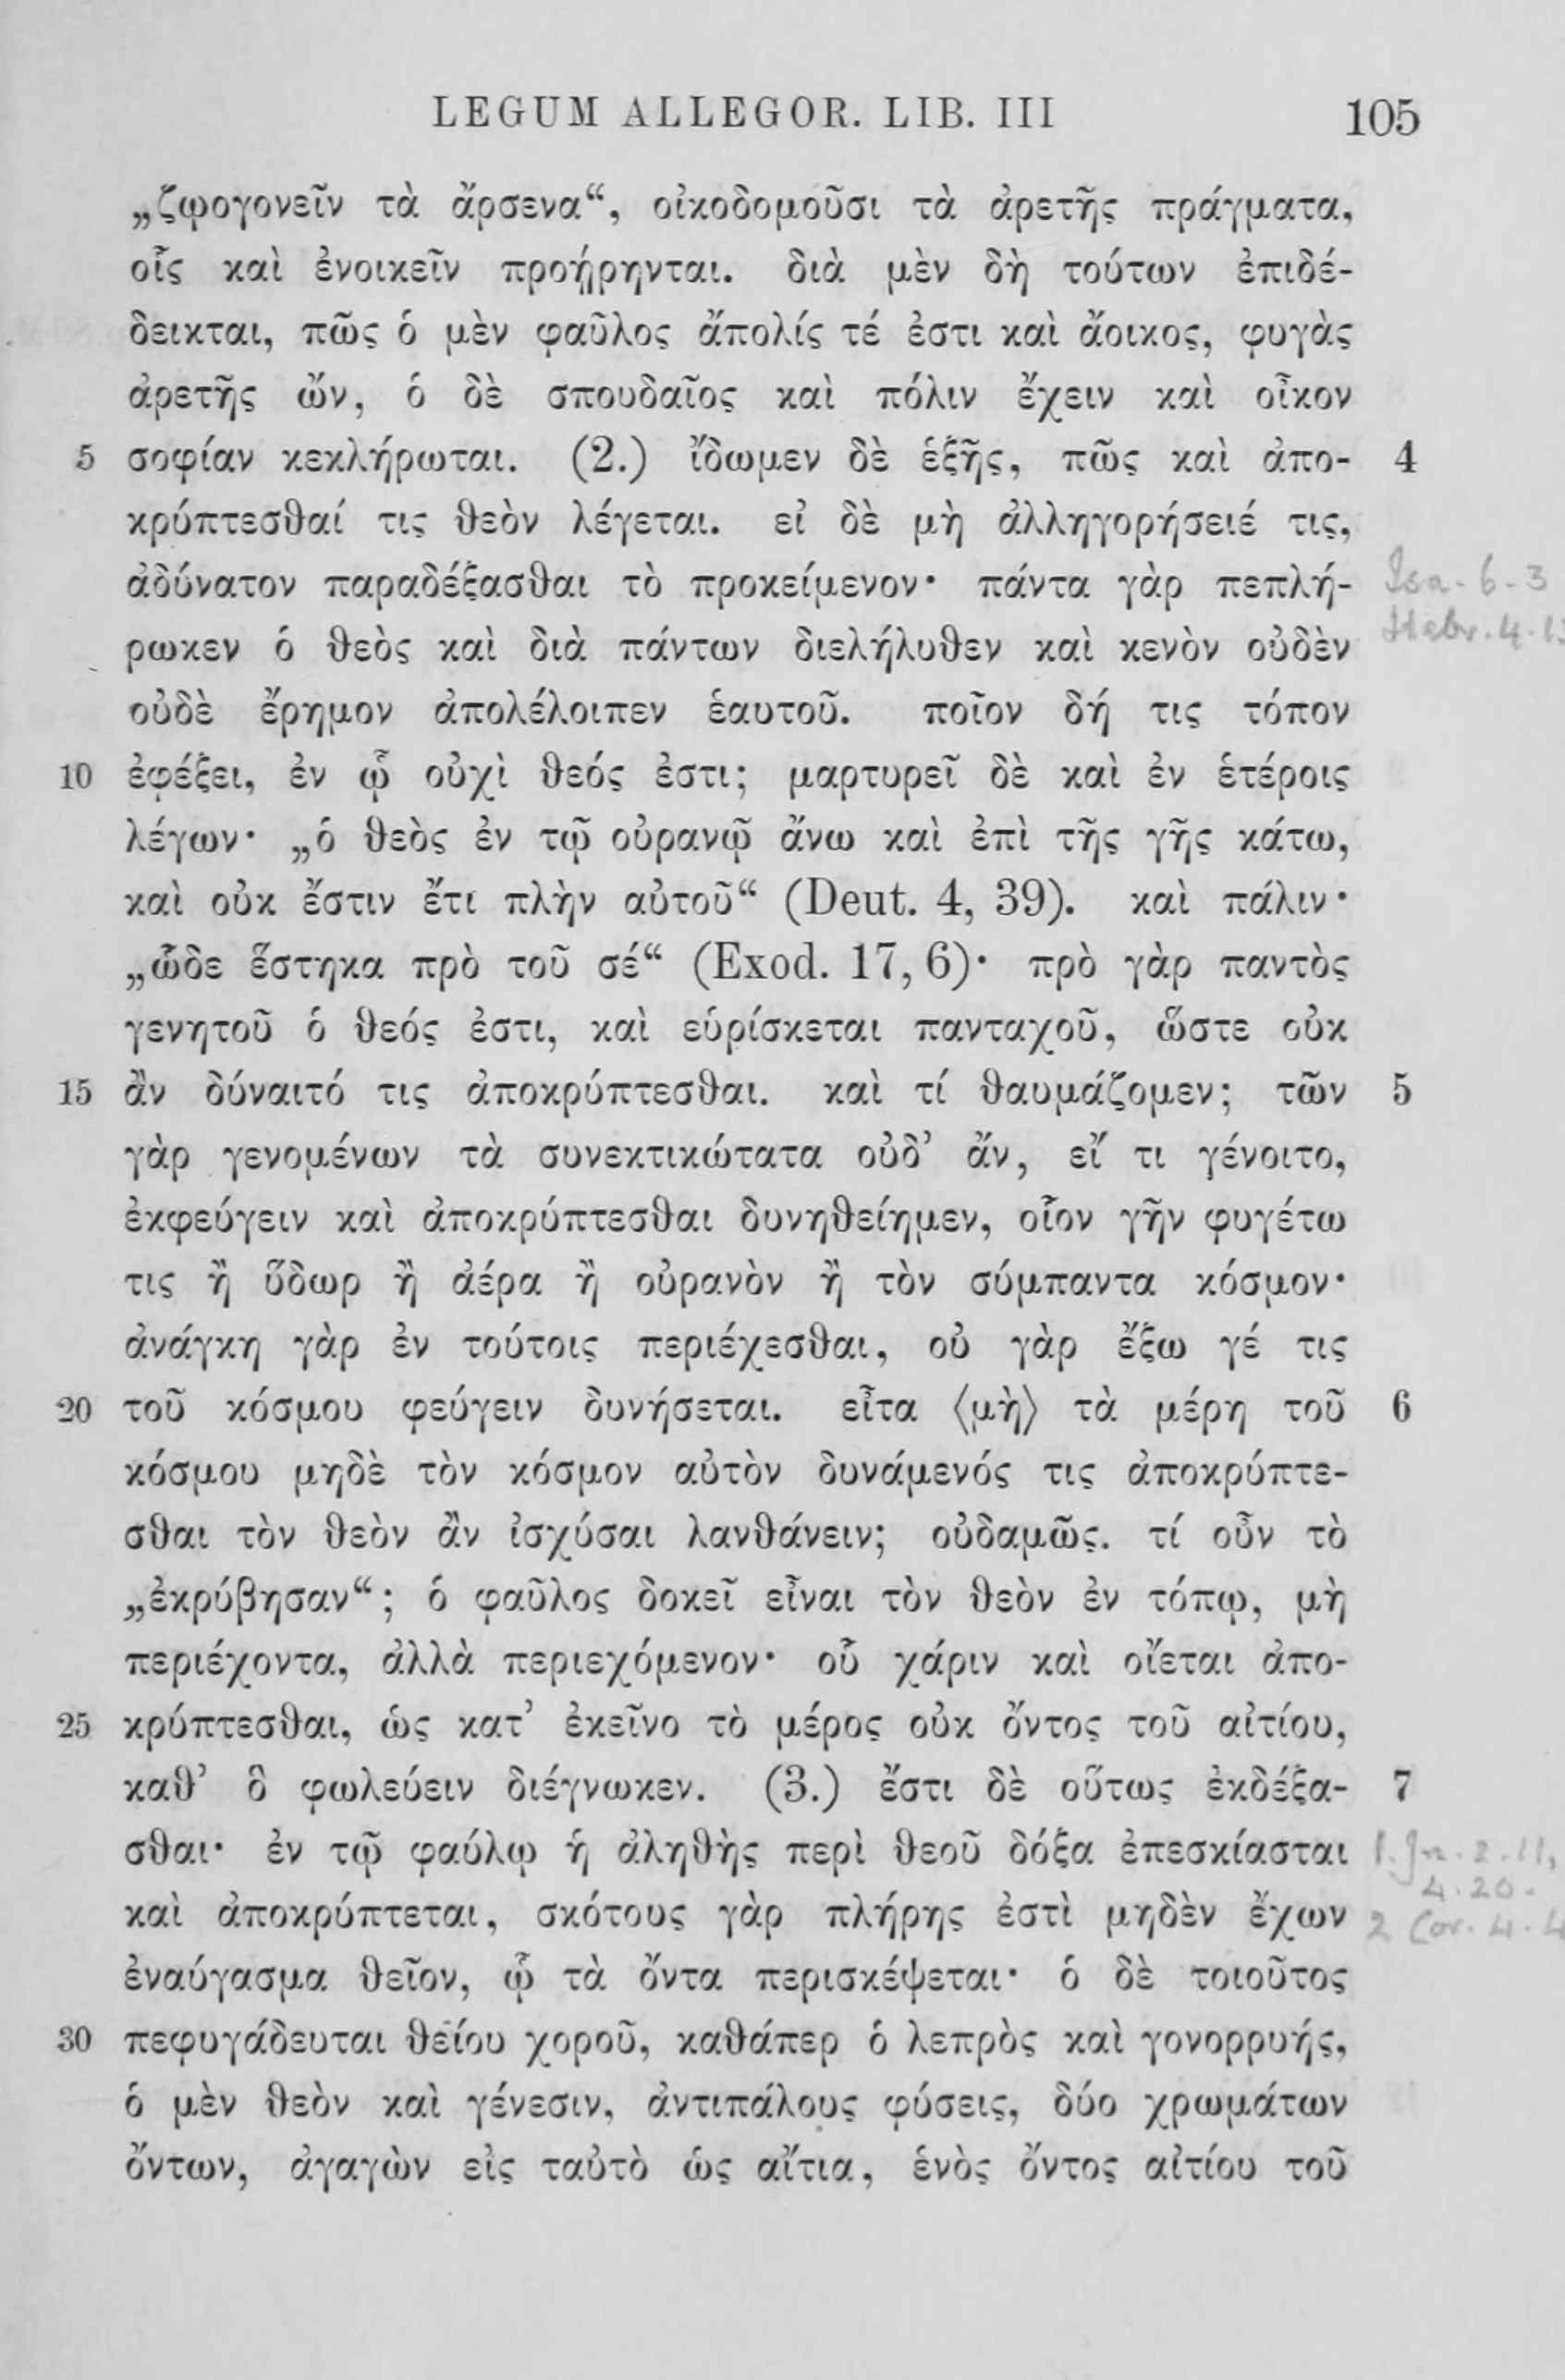 LEGUM ALLEGOR. LIB. III 105
„ζῳογονεῖν τὰ ἄρσενα“, οἰκοδομοῦσι τὰ ἀρετῆς πράγματα,
οἷς καὶ ἐνοικεῖν προῄρηνται. διὰ μὲν δὴ τούτων ἐπιδέ-
δεικται, πῶς ὁ μὲν φαῦλος ἄπολίς τέ ἐστι καὶ ἄοικος, φυγὰς
ἀρετῆς ὤν, ὁ δὲ σπουδαῖος καὶ πόλιν ἔχειν καὶ οἶκον
5 σοφίαν κεκλήρωται. (2.) ἴδωμεν δὲ ἑξῆς, πῶς καὶ ἀπο- 4
κρύπτεσθαί τις θεὸν λέγεται. εἰ δὲ μὴ ἀλληγορήσειέ τις,
ἀδύνατον παραδέξασθαι τὸ προκείμενον· πάντα γὰρ πεπλή- Isa - 6 - 3
ρωκεν ὁ θεὸς καὶ διὰ πάντων διελήλυθεν καὶ κενὸν οὐδὲν Hebr. 4.
οὐδὲ ἔρημον ἀπολέλοιπεν ἑαυτοῦ. ποῖον δή τις τόπον
10 ἐφέξει, ἐν ᾧ οὐχὶ θεός ἐστι; μαρτυρεῖ δὲ καὶ ἐν ἑτέροις
λέγων· „ὁ θεὸς ἐν τῷ οὐρανῷ ἄνω καὶ ἐπὶ τῆς γῆς κάτω,
καὶ οὐκ ἔστιν ἔτι πλὴν αὐτοῦ“ (Deut. 4, 39). καὶ πάλιν·
„ὧδε ἕστηκα πρὸ τοῦ σέ“ (Exod. 17, 6)· πρὸ γὰρ παντὸς
γενητοῦ ὁ θεός ἐστι, καὶ εὑρίσκεται πανταχοῦ, ὥστε οὐκ
15 ἂν δύναιτό τις ἀποκρύπτεσθαι. καὶ τί θαυμάζομεν; τῶν 5
γὰρ γενομένων τὰ συνεκτικώτατα οὐδ’ ἄν, εἴ τι γένοιτο,
ἐκφεύγειν καὶ ἀποκρύπτεσθαι δυνηθείημεν, οἷον γῆν φυγέτω
τις ἢ ὕδωρ ἢ ἀέρα ἢ οὐρανὸν ἢ τὸν σύμπαντα κόσμον·
ἀνάγκη γὰρ ἐν τούτοις περιέχεσθαι, οὐ γὰρ ἔξω γέ τις
20 τοῦ κόσμου φεύγειν δυνήσεται. εἶτα ⟨μὴ⟩ τὰ μέρη τοῦ 6
κόσμου μηδὲ τὸν κόσμον αὐτὸν δυνάμενός τις ἀποκρύπτε-
σθαι τὸν θεὸν ἂν ἰσχύσαι λανθάνειν; οὐδαμῶς. τί οὖν τὸ
„ἐκρύβησαν“; ὁ φαῦλος δοκεῖ εἶναι τὸν θεὸν ἐν τόπῳ, μὴ
περιέχοντα, ἀλλὰ περιεχόμενον· οὗ χάριν καὶ οἴεται ἀπο-
25 κρύπτεσθαι, ὡς κατ’ ἐκεῖνο τὸ μέρος οὐκ ὄντος τοῦ αἰτίου,
καθ’ ὃ φωλεύειν διέγνωκεν. (3.) ἔστι δὲ οὕτως ἐκδέξα- 7
σθαι· ἐν τῷ φαύλῳ ἡ ἀληθὴς περὶ θεοῦ δόξα ἐπεσκίασται 1. Jn. 2. 11,
4. 20.
καὶ ἀποκρύπτεται, σκότους γὰρ πλήρης ἐστὶ μηδὲν ἔχων 2 Cor. 4. 4
ἐναύγασμα θεῖον, ᾧ τὰ ὄντα περισκέψεται· ὁ δὲ τοιοῦτος
30 πεφυγάδευται θείου χοροῦ, καθάπερ ὁ λεπρὸς καὶ γονορρυής,
ὁ μὲν θεὸν καὶ γένεσιν, ἀντιπάλους φύσεις, δύο χρωμάτων
ὄντων, ἀγαγὼν εἰς ταὐτὸ ὡς αἴτια, ἑνὸς ὄντος αἰτίου τοῦ